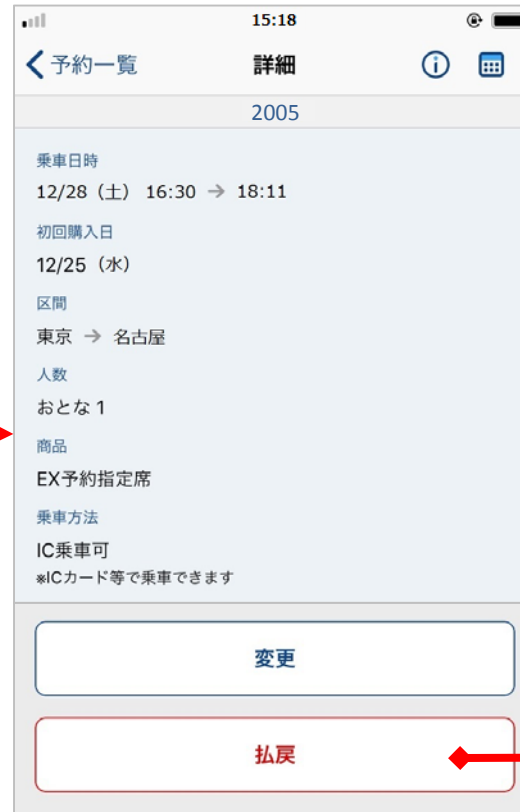 15:18
予約一覧 詳細
2005
乗車日時
12/28（土） 16:30 → 18:11
初回購入日
12/25（水）
区間
東京 → 名古屋
人数
おとな 1
商品
EX予約指定席
乗車方法
IC乗車可
※ICカード等で乗車できます
変更
払戻